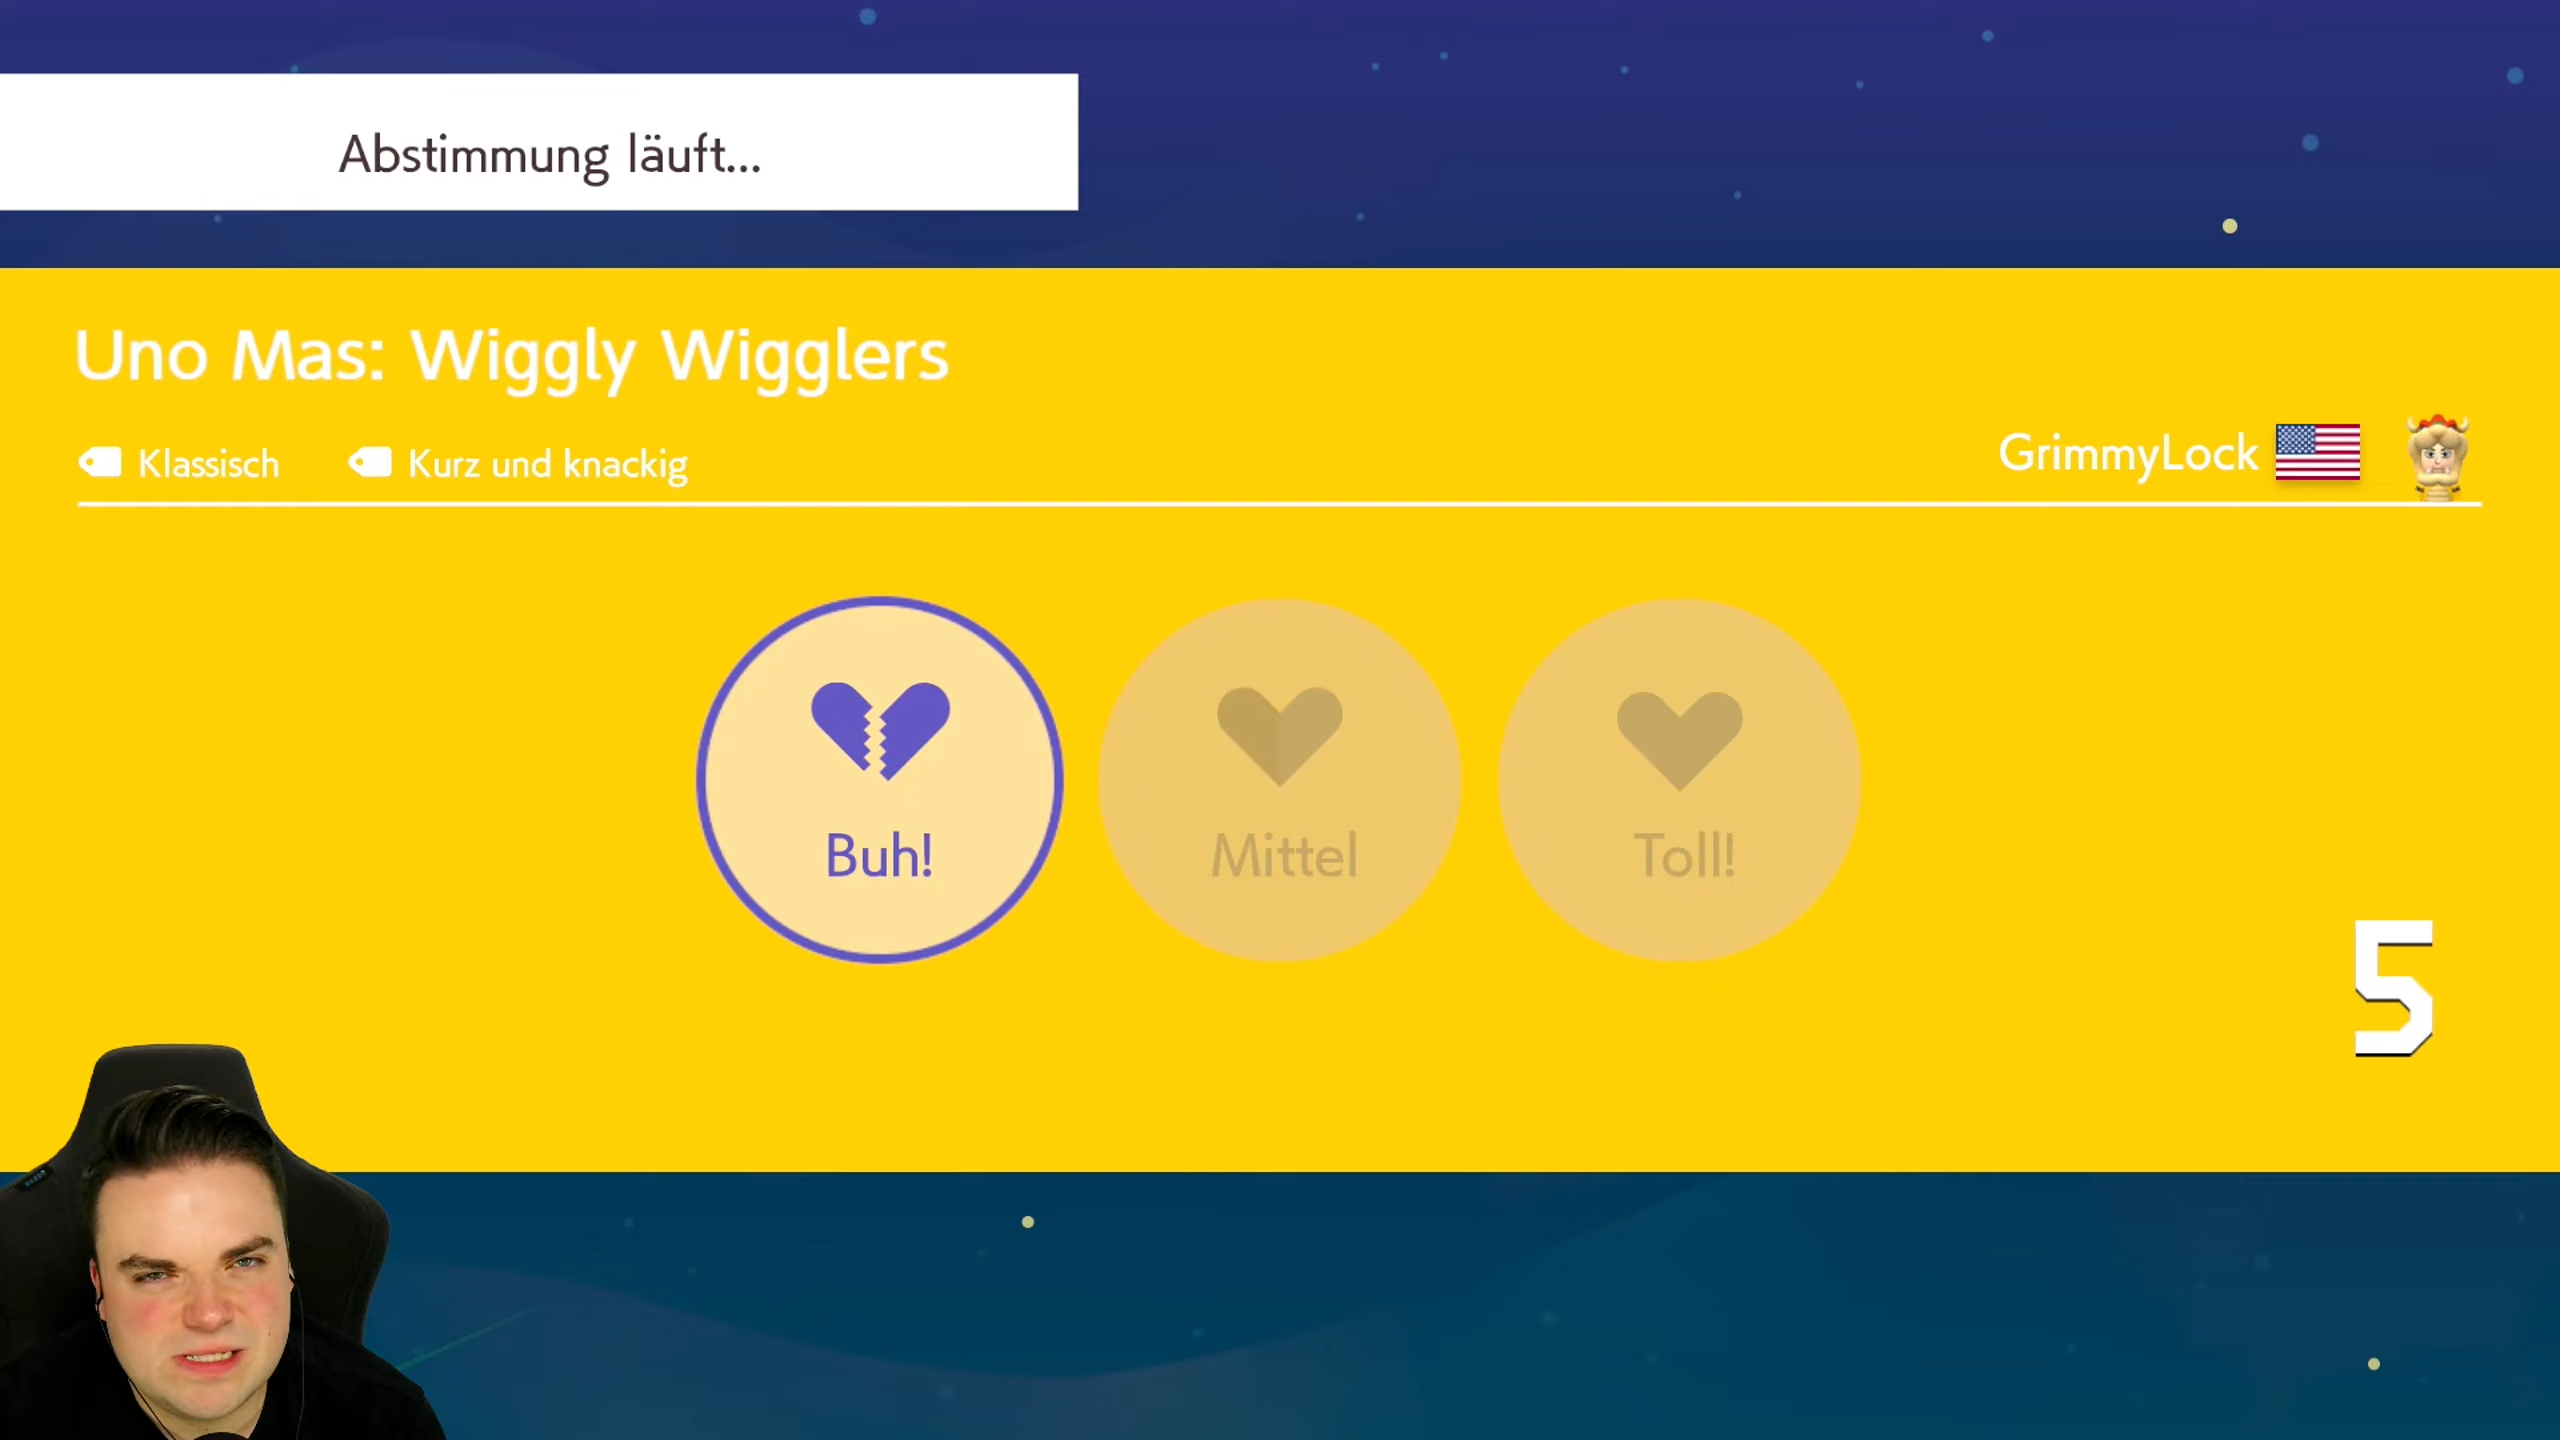 Abstimmung läuft...
Uno Mas: Wiggly Wigglers
Klassisch Kurz und knackig
GrimmyLock
Buh! Mittel Toll!
5